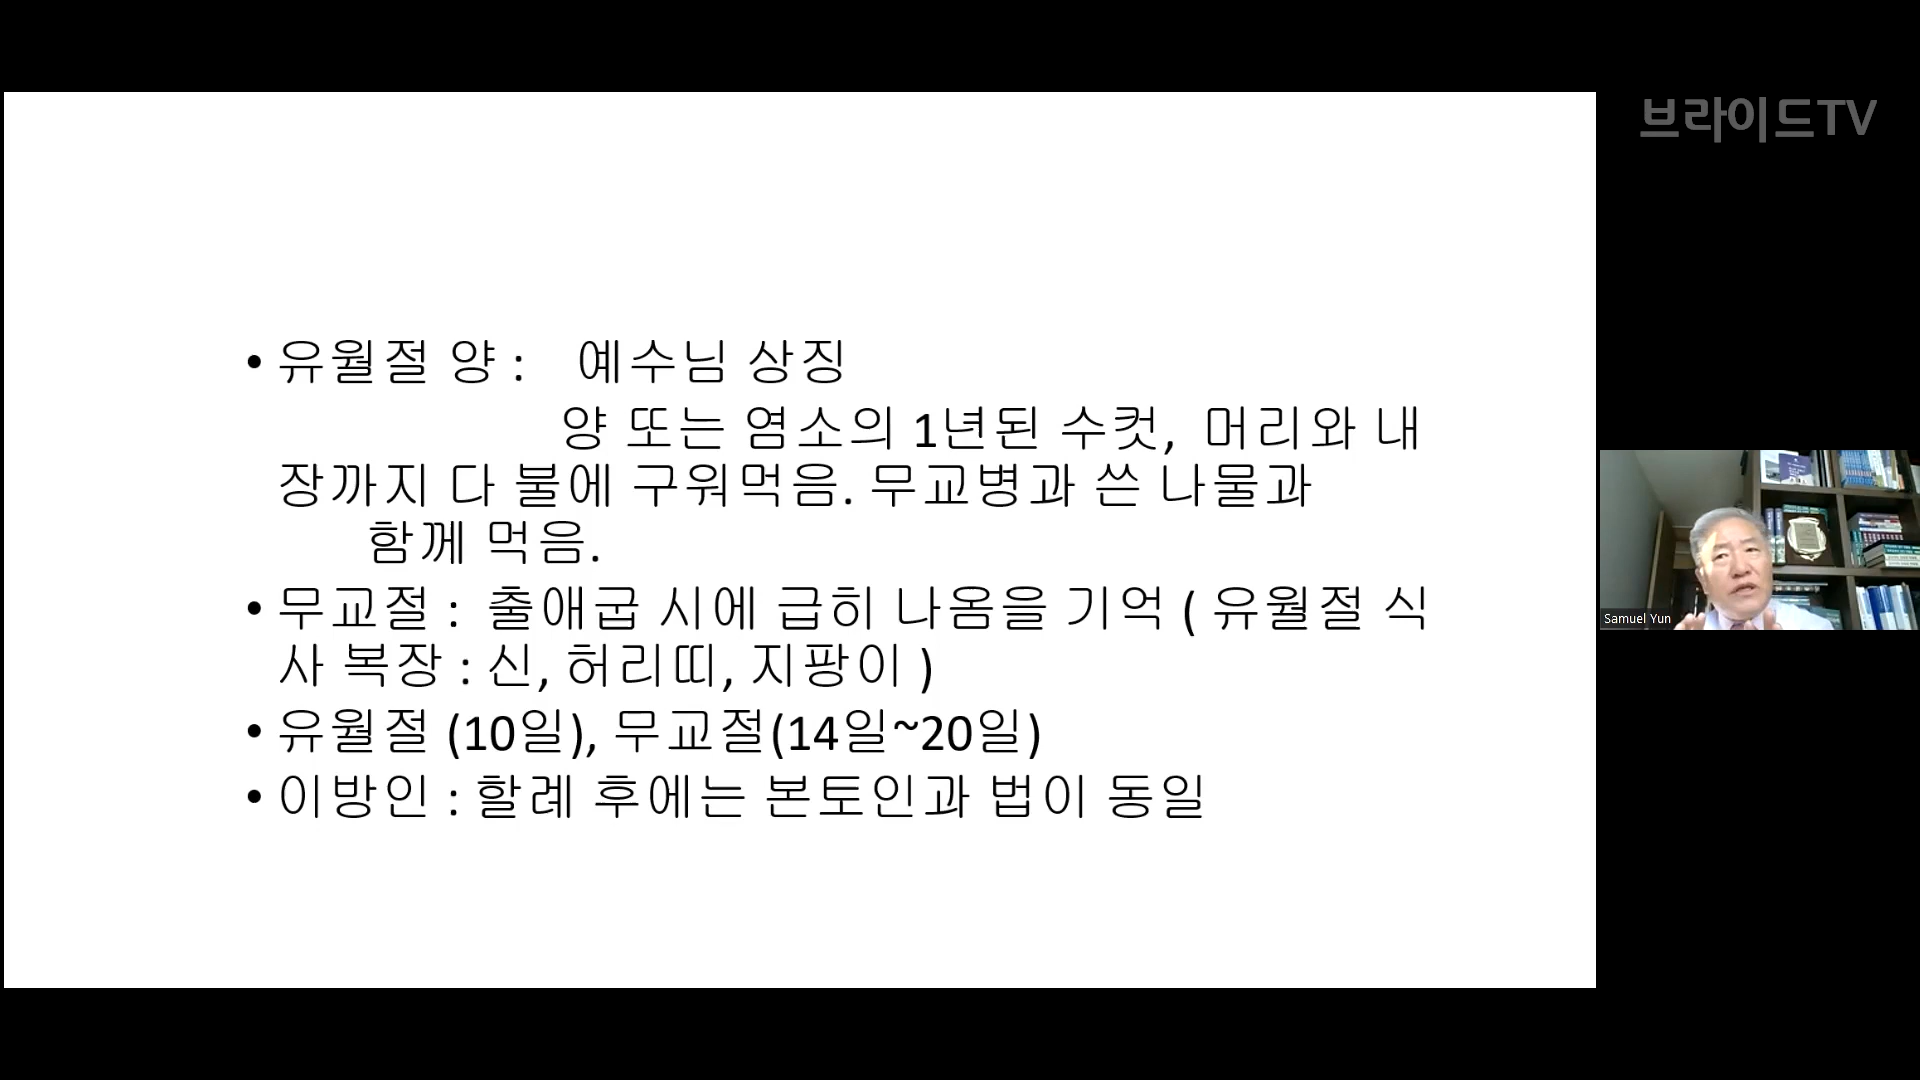 브라이드TV
• 유월절 양 : 예수님 상징
양 또는 염소의 1년된 수컷, 머리와 내
장까지 다 불에 구워먹음. 무교병과 쓴 나물과
함께 먹음.
• 무교절 : 출애굽 시에 급히 나옴을 기억 ( 유월절 식
사 복장 : 신, 허리띠, 지팡이 )
• 유월절 (10일), 무교절(14일~20일)
• 이방인 : 할례 후에는 본토인과 법이 동일
Samuel Yun